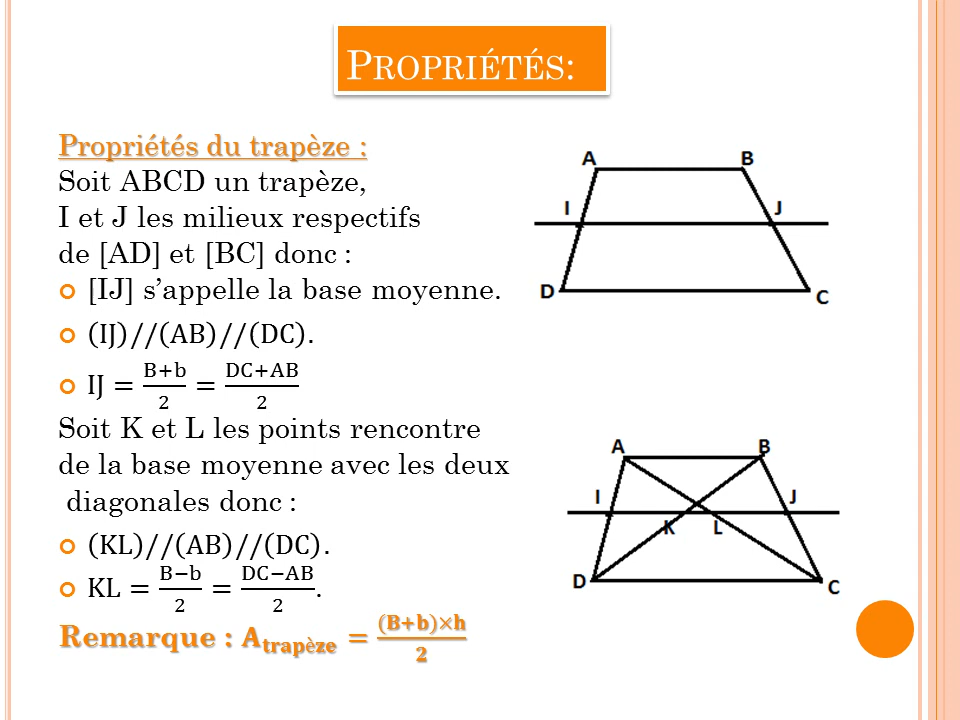 PROPRIÉTÉS:
Propriétés du trapèze :
Soit ABCD un trapèze,
I et J les milieux respectifs
de [AD] et [BC] donc :
[IJ] s’appelle la base moyenne.
(IJ)//(AB)//(DC).
IJ = (B+b)/2 = (DC+AB)/2
Soit K et L les points rencontre
de la base moyenne avec les deux
diagonales donc :
(KL)//(AB)//(DC).
KL = (B−b)/2 = (DC−AB)/2.
Remarque : A_trapèze = ((B+b)×h)/2
A B
I J
D C
A B
I J
K L
D C